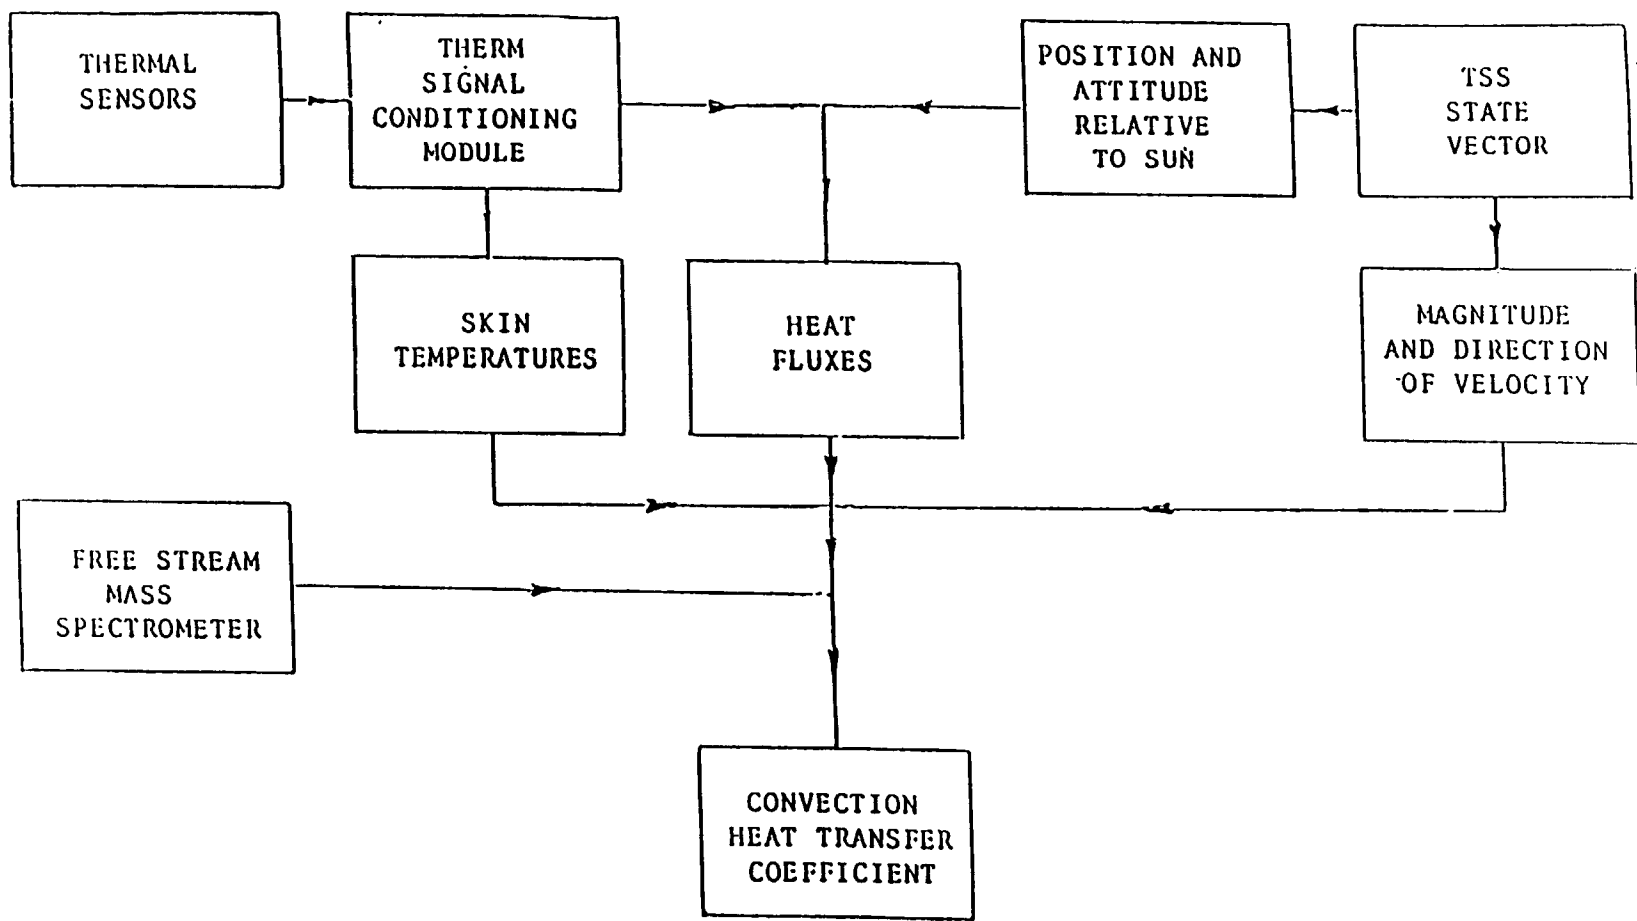 THERMAL
SENSORS
THERM
SIGNAL
CONDITIONING
MODULE
POSITION AND
ATTITUDE
RELATIVE
TO SUN
TSS
STATE
VECTOR
SKIN
TEMPERATURES
HEAT
FLUXES
MAGNITUDE
AND DIRECTION
OF VELOCITY
FREE STREAM
MASS
SPECTROMETER
CONVECTION
HEAT TRANSFER
COEFFICIENT